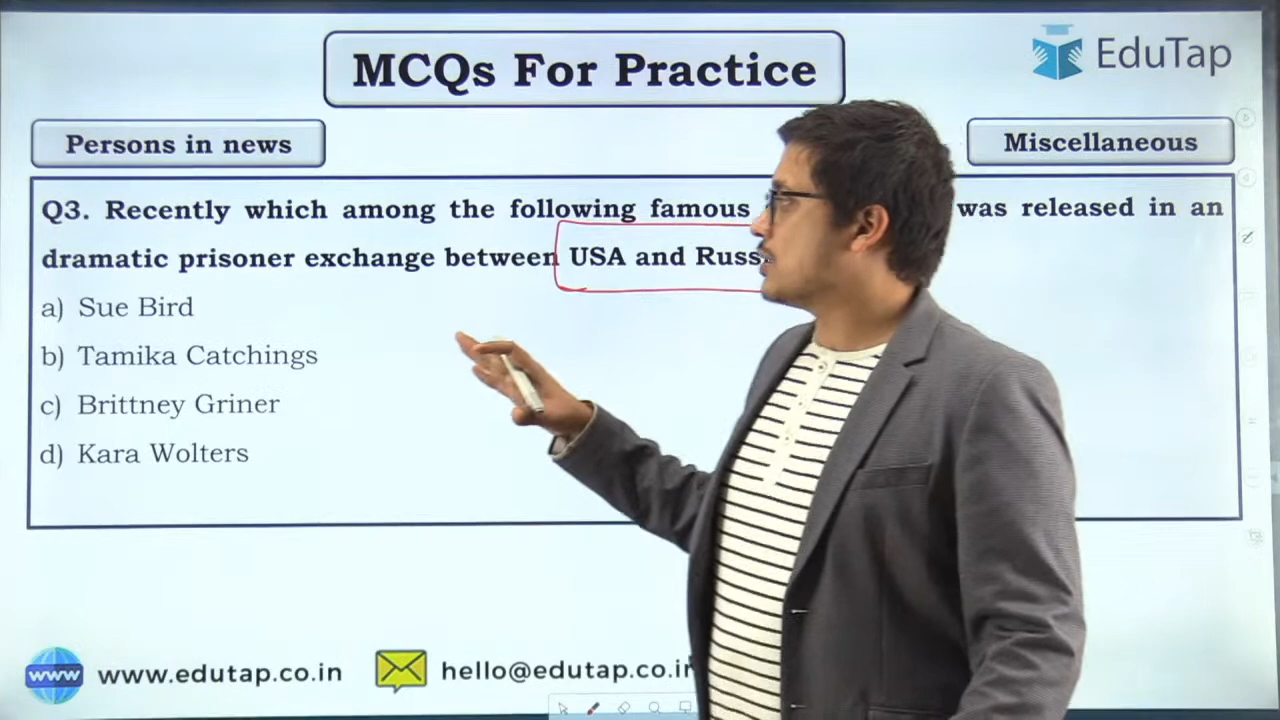 MCQs For Practice
EduTap
Persons in news
Miscellaneous
Q3. Recently which among the following famous was released in an
dramatic prisoner exchange between USA and Russ
a) Sue Bird
b) Tamika Catchings
c) Brittney Griner
d) Kara Wolters
www www.edutap.co.in hello@edutap.co.in